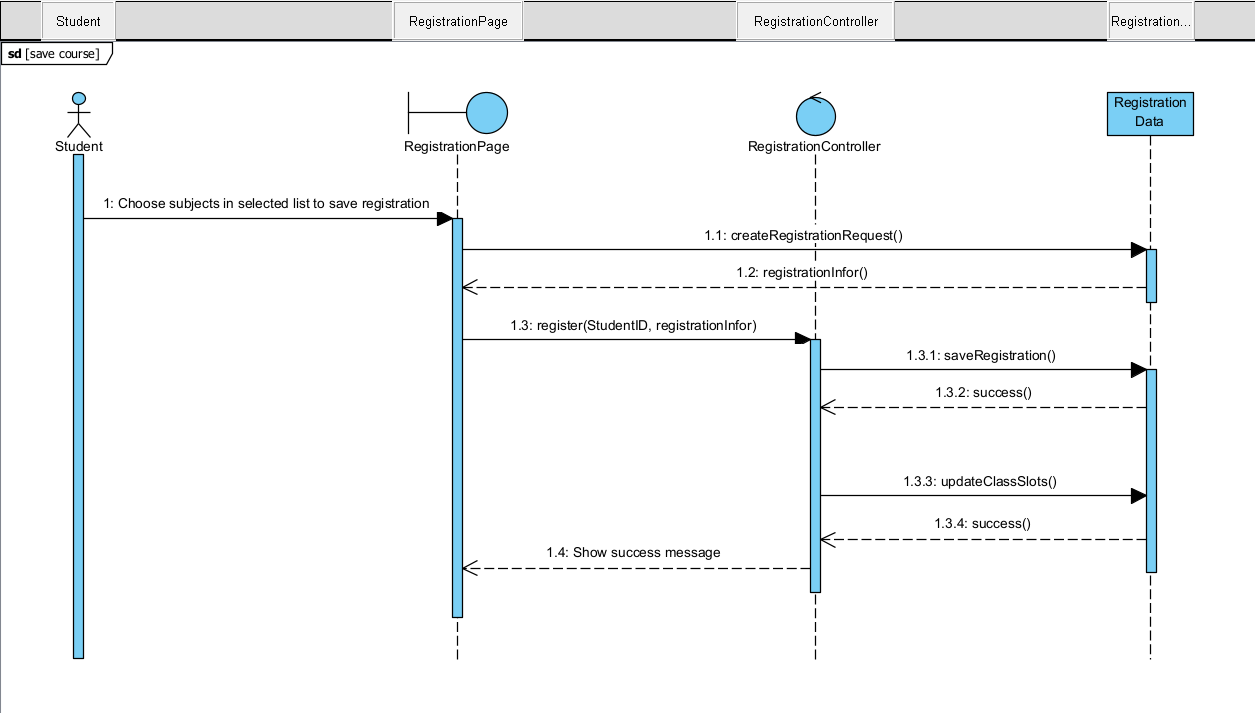 Student
RegistrationPage
RegistrationController
Registration...
sd [save course]
Student
RegistrationPage
RegistrationController
Registration
Data
1: Choose subjects in selected list to save registration
1.1: createRegistrationRequest()
1.2: registrationInfor()
1.3: register(StudentID, registrationInfor)
1.3.1: saveRegistration()
1.3.2: success()
1.3.3: updateClassSlots()
1.3.4: success()
1.4: Show success message